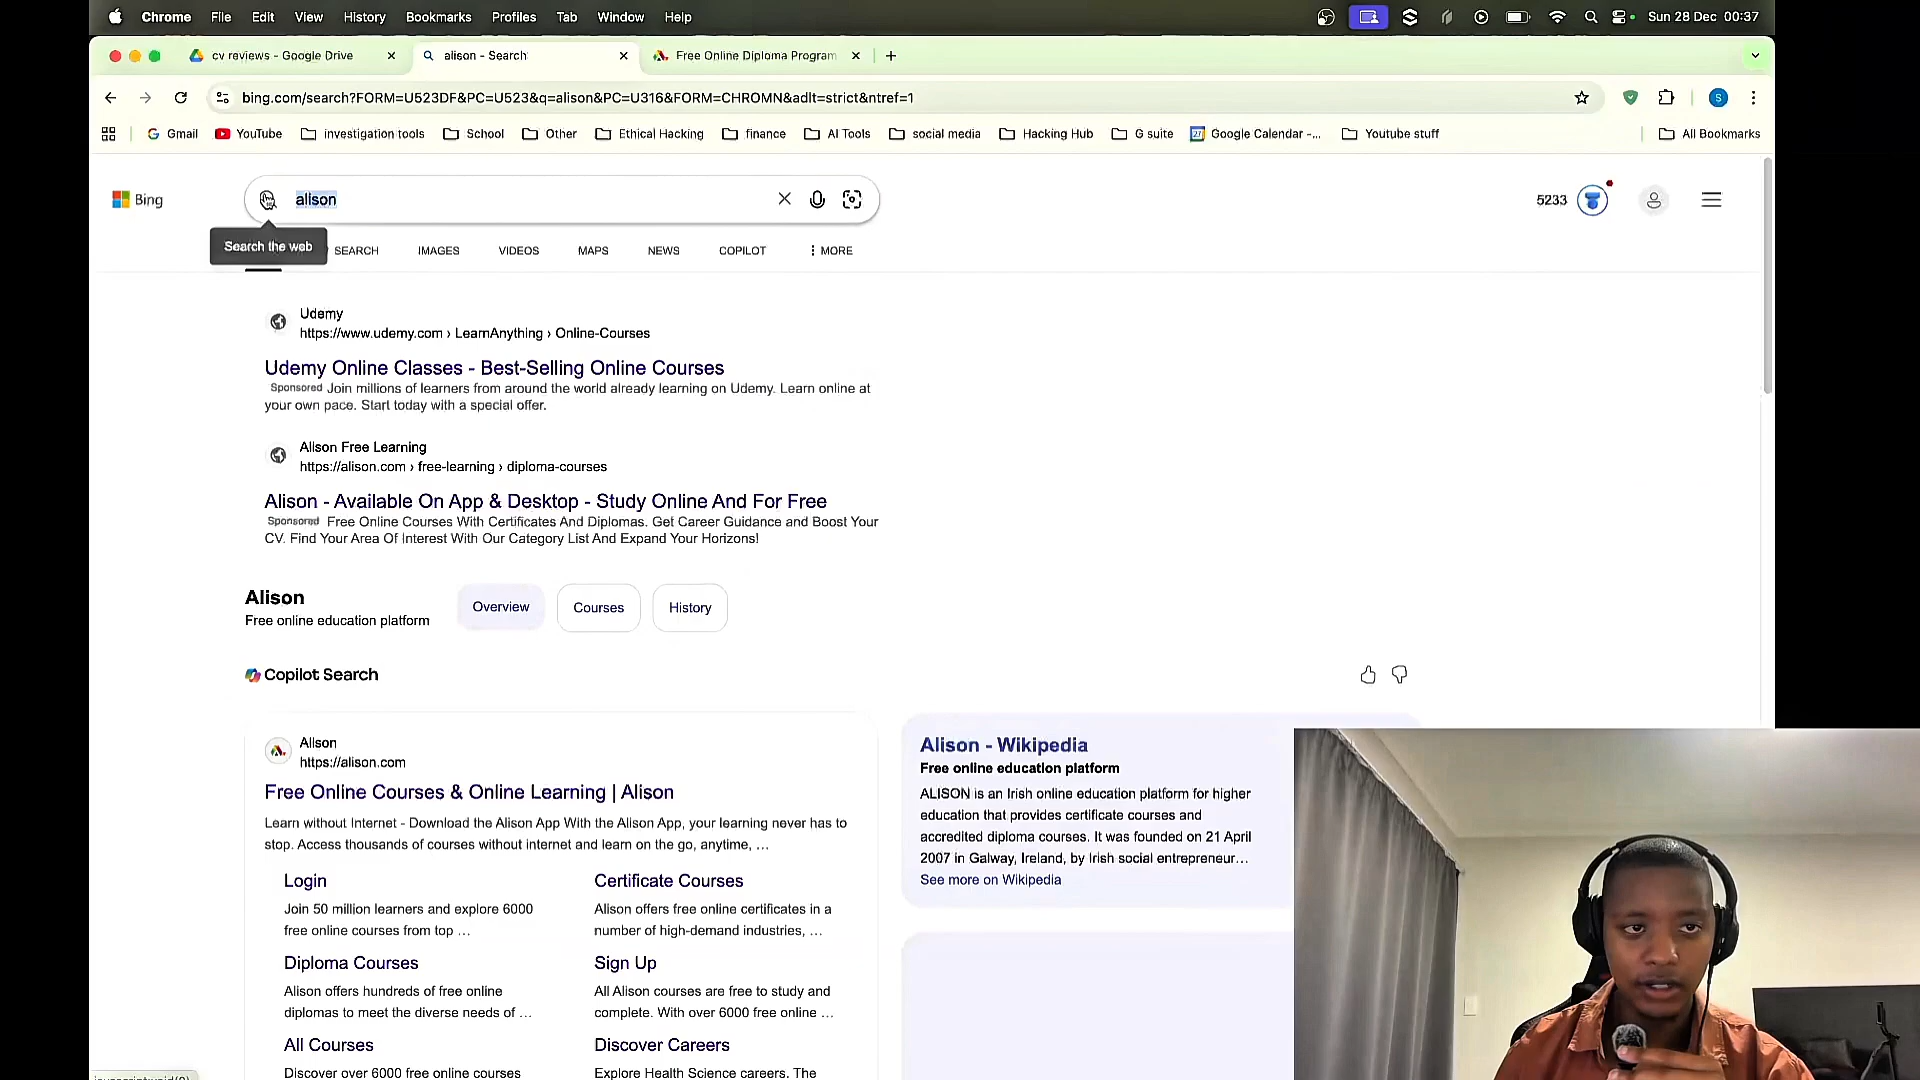 Chrome File Edit View History Bookmarks Profiles Tab Window Help Sun 28 Dec 00:37
cv reviews - Google Drive alison - Search Free Online Diploma Program
bing.com/search?FORM=U523DF&PC=U523&q=alison&PC=U316&FORM=CHROMN&adlt=strict&ntref=1 S
Gmail YouTube investigation tools School Other Ethical Hacking finance AI Tools social media Hacking Hub G suite Google Calendar -... Youtube stuff All Bookmarks
Bing alison 5233
Search the web SEARCH IMAGES VIDEOS MAPS NEWS COPILOT MORE
Udemy
https://www.udemy.com › LearnAnything › Online-Courses
Udemy Online Classes - Best-Selling Online Courses
Sponsored Join millions of learners from around the world already learning on Udemy. Learn online at
your own pace. Start today with a special offer.
Alison Free Learning
https://alison.com › free-learning › diploma-courses
Alison - Available On App & Desktop - Study Online And For Free
Sponsored Free Online Courses With Certificates And Diplomas. Get Career Guidance and Boost Your
CV. Find Your Area Of Interest With Our Category List And Expand Your Horizons!
Alison
Free online education platform
Overview Courses History
Copilot Search
Alison
https://alison.com
Free Online Courses & Online Learning | Alison
Learn without Internet - Download the Alison App With the Alison App, your learning never has to
stop. Access thousands of courses without internet and learn on the go, anytime, ...
Login
Join 50 million learners and explore 6000
free online courses from top ...
Certificate Courses
Alison offers free online certificates in a
number of high-demand industries, ...
Diploma Courses
Alison offers hundreds of free online
diplomas to meet the diverse needs of ...
Sign Up
All Alison courses are free to study and
complete. With over 6000 free online ...
All Courses
Discover over 6000 free online courses
Discover Careers
Explore Health Science careers. The
Alison - Wikipedia
Free online education platform
ALISON is an Irish online education platform for higher
education that provides certificate courses and
accredited diploma courses. It was founded on 21 April
2007 in Galway, Ireland, by Irish social entrepreneur...
See more on Wikipedia